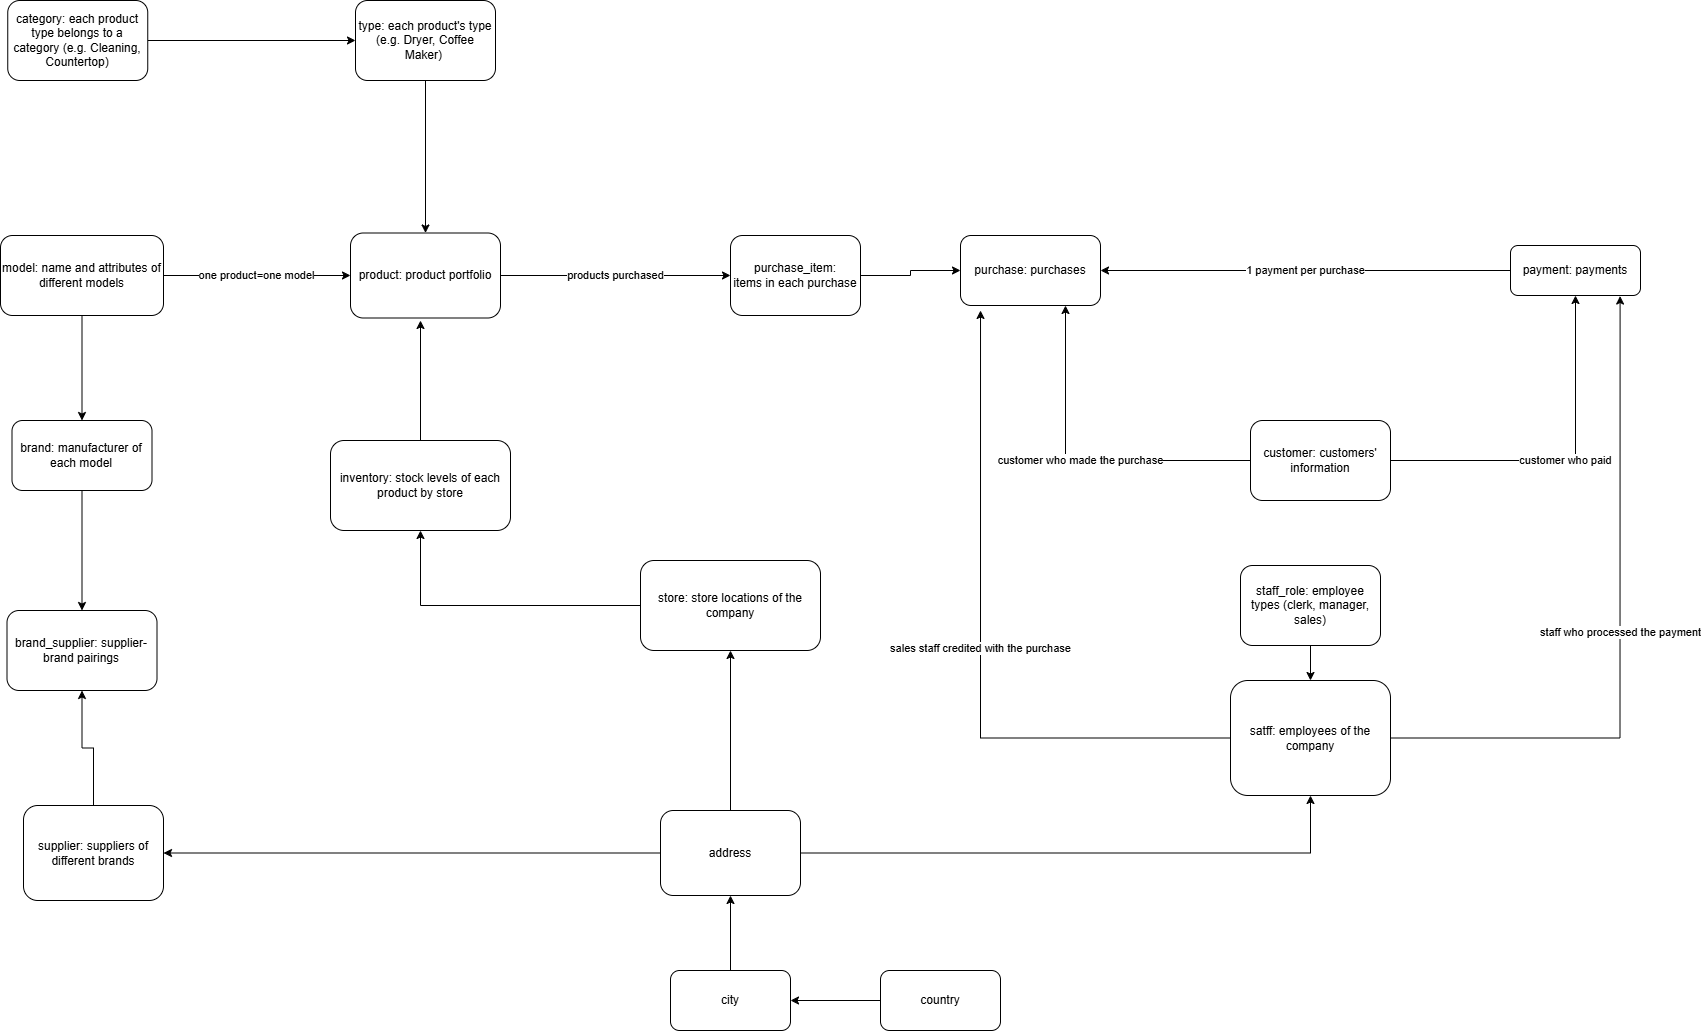 category: each product
type belongs to a
category (e.g. Cleaning,
Countertop)
type: each product's type
(e.g. Dryer, Coffee
Maker)
model: name and attributes of
different models
one product=one model
product: product portfolio
products purchased
purchase_item:
items in each purchase
purchase: purchases
1 payment per purchase
payment: payments
brand: manufacturer of
each model
inventory: stock levels of each
product by store
customer who made the purchase
customer: customers'
information
customer who paid
store: store locations of the
company
staff_role: employee
types (clerk, manager,
sales)
brand_supplier: supplier-
brand pairings
sales staff credited with the purchase
staff who processed the payment
satff: employees of the
company
supplier: suppliers of
different brands
address
city
country